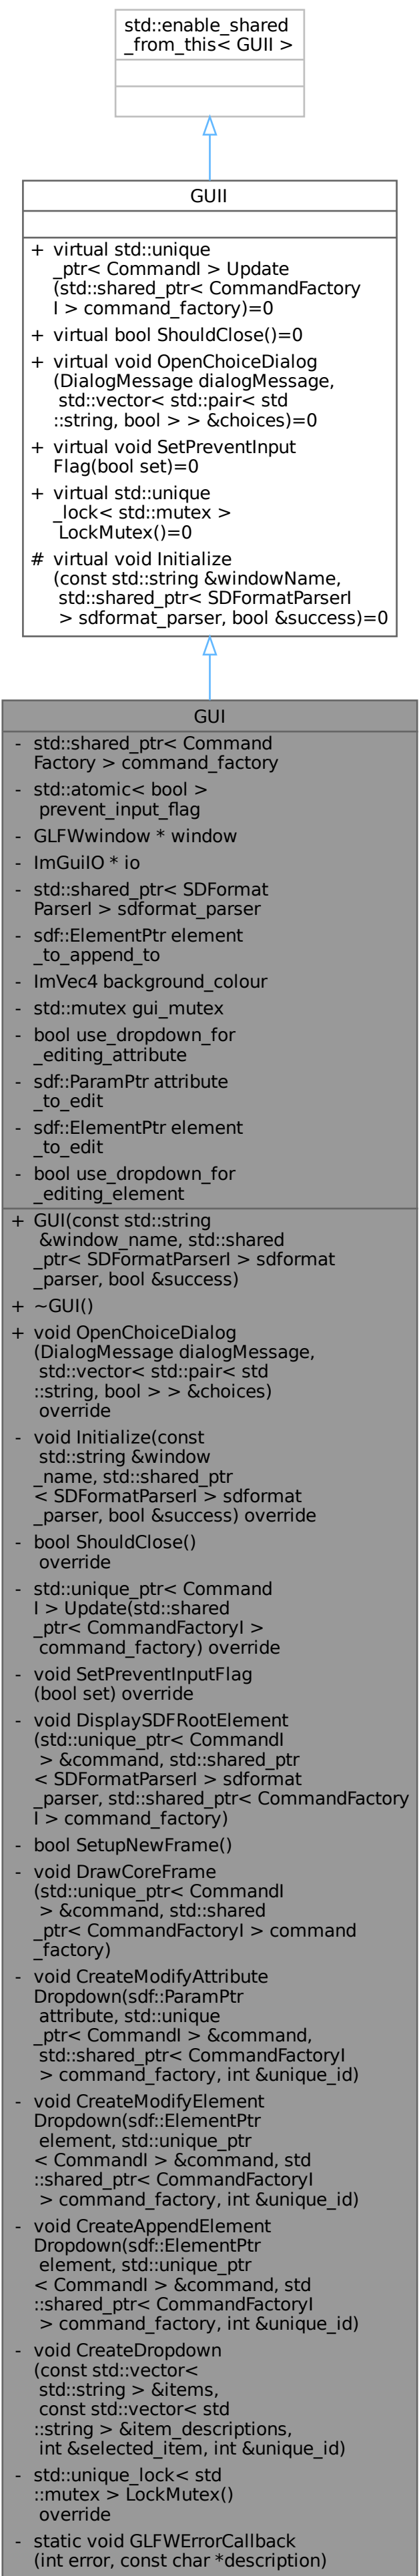 std::enable_shared
_from_this< GUII >
GUII
+ virtual std::unique
_ptr< CommandI > Update
(std::shared_ptr< CommandFactory
I > command_factory)=0
+ virtual bool ShouldClose()=0
+ virtual void OpenChoiceDialog
(DialogMessage dialogMessage,
std::vector< std::pair< std
::string, bool > > &choices)=0
+ virtual void SetPreventInput
Flag(bool set)=0
+ virtual std::unique
_lock< std::mutex >
LockMutex()=0
# virtual void Initialize
(const std::string &windowName,
std::shared_ptr< SDFormatParserI
> sdformat_parser, bool &success)=0
GUI
- std::shared_ptr< Command
Factory > command_factory
- std::atomic< bool >
prevent_input_flag
- GLFWwindow * window
- ImGuiIO * io
- std::shared_ptr< SDFormat
ParserI > sdformat_parser
- sdf::ElementPtr element
_to_append_to
- ImVec4 background_colour
- std::mutex gui_mutex
- bool use_dropdown_for
_editing_attribute
- sdf::ParamPtr attribute
_to_edit
- sdf::ElementPtr element
_to_edit
- bool use_dropdown_for
_editing_element
+ GUI(const std::string
&window_name, std::shared
_ptr< SDFormatParserI > sdformat
_parser, bool &success)
+ ~GUI()
+ void OpenChoiceDialog
(DialogMessage dialogMessage,
std::vector< std::pair< std
::string, bool > > &choices)
override
- void Initialize(const
std::string &window
_name, std::shared_ptr
< SDFormatParserI > sdformat
_parser, bool &success) override
- bool ShouldClose()
override
- std::unique_ptr< Command
I > Update(std::shared
_ptr< CommandFactoryI >
command_factory) override
- void SetPreventInputFlag
(bool set) override
- void DisplaySDFRootElement
(std::unique_ptr< CommandI
> &command, std::shared_ptr
< SDFormatParserI > sdformat
_parser, std::shared_ptr< CommandFactory
I > command_factory)
- bool SetupNewFrame()
- void DrawCoreFrame
(std::unique_ptr< CommandI
> &command, std::shared
_ptr< CommandFactoryI > command
_factory)
- void CreateModifyAttribute
Dropdown(sdf::ParamPtr
attribute, std::unique
_ptr< CommandI > &command,
std::shared_ptr< CommandFactoryI
> command_factory, int &unique_id)
- void CreateModifyElement
Dropdown(sdf::ElementPtr
element, std::unique_ptr
< CommandI > &command, std
::shared_ptr< CommandFactoryI
> command_factory, int &unique_id)
- void CreateAppendElement
Dropdown(sdf::ElementPtr
element, std::unique_ptr
< CommandI > &command, std
::shared_ptr< CommandFactoryI
> command_factory, int &unique_id)
- void CreateDropdown
(const std::vector<
std::string > &items,
const std::vector< std
::string > &item_descriptions,
int &selected_item, int &unique_id)
- std::unique_lock< std
::mutex > LockMutex()
override
- static void GLFWErrorCallback
(int error, const char *description)